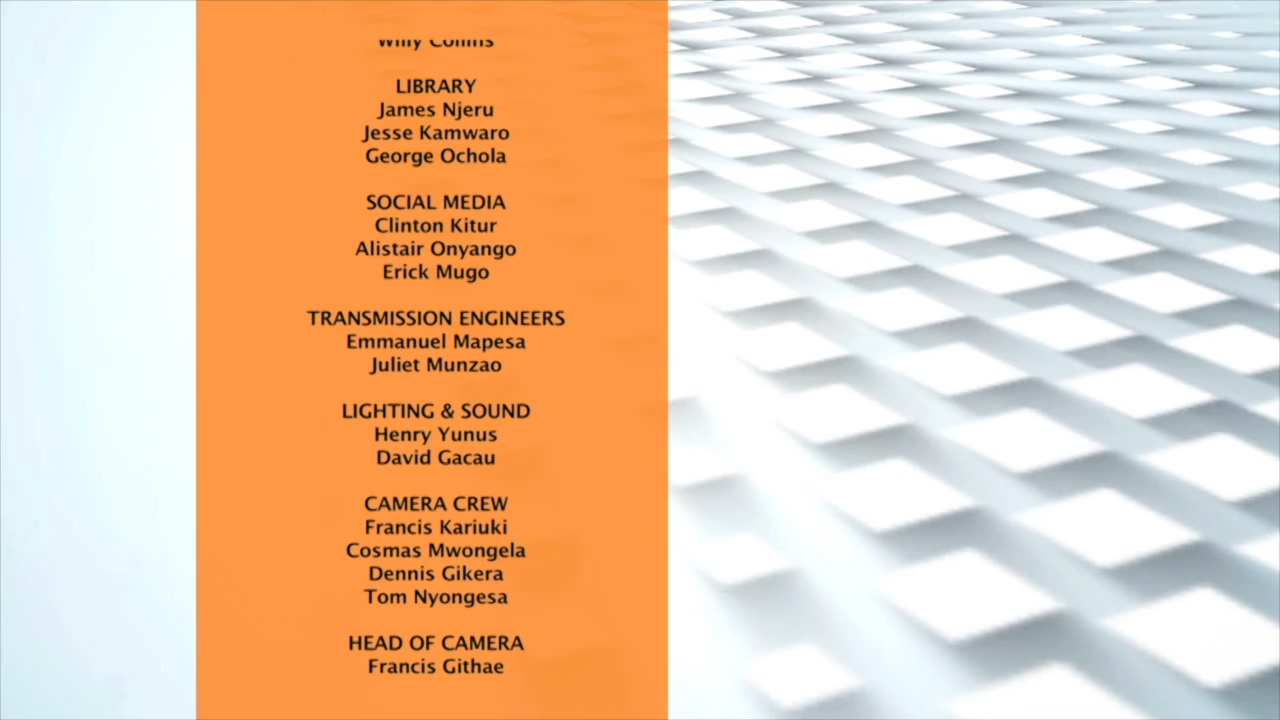 Willy Collins
LIBRARY
James Njeru
Jesse Kamwaro
George Ochola
SOCIAL MEDIA
Clinton Kitur
Alistair Onyango
Erick Mugo
TRANSMISSION ENGINEERS
Emmanuel Mapesa
Juliet Munzao
LIGHTING & SOUND
Henry Yunus
David Gacau
CAMERA CREW
Francis Kariuki
Cosmas Mwongela
Dennis Gikera
Tom Nyongesa
HEAD OF CAMERA
Francis Githae